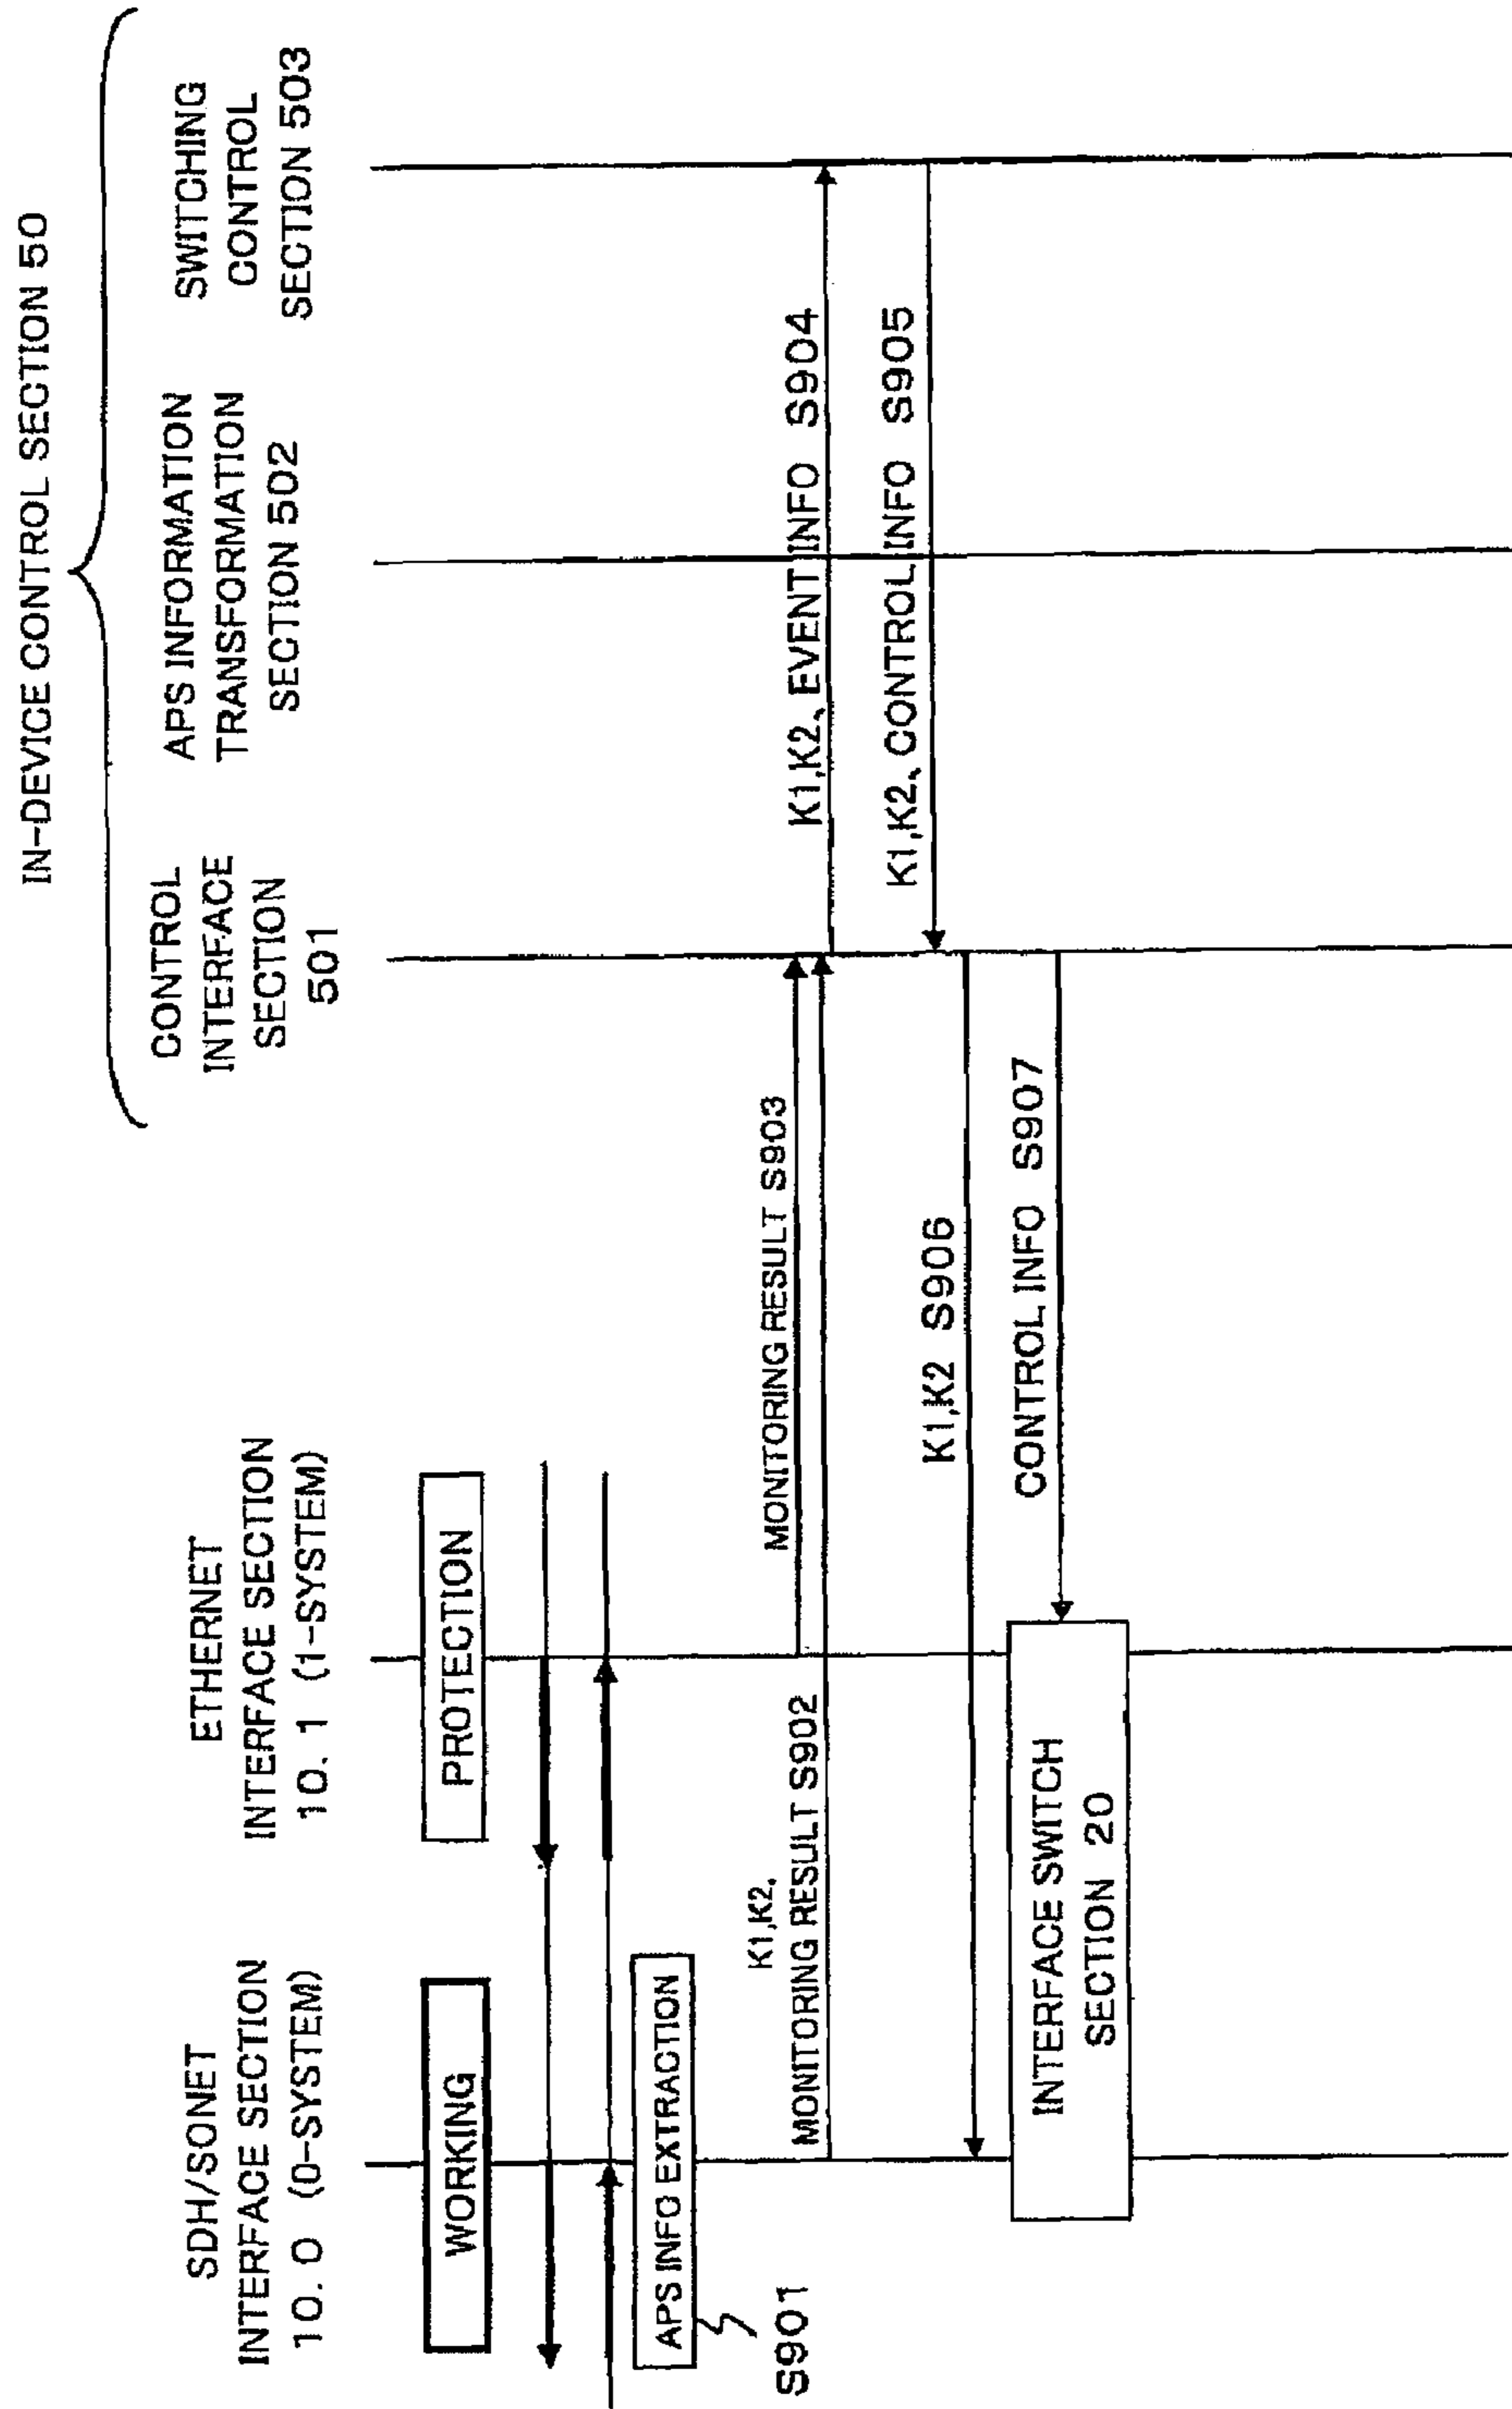 IN-DEVICE CONTROL SECTION 50
SDH/SONET
INTERFACE SECTION
10. 0 (0-SYSTEM)
ETHERNET
INTERFACE SECTION
10. 1 (1-SYSTEM)
CONTROL
INTERFACE
SECTION
501
APS INFORMATION
TRANSFORMATION
SECTION 502
SWITCHING
CONTROL
SECTION 503
WORKING
PROTECTION
APS INFO EXTRACTION
S901
K1,K2、
MONITORING RESULT S902
MONITORING RESULT S903
K1,K2、EVENT INFO S904
K1,K2、CONTROL INFO S905
K1,K2 S906
CONTROL INFO S907
INTERFACE SWITCH
SECTION 20